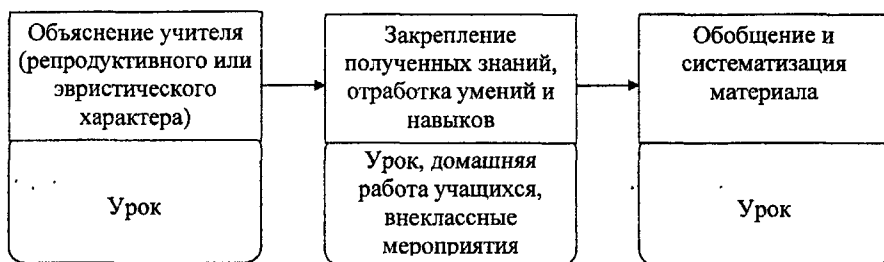 Объяснение учителя
(репродуктивного или
эвристического
характера)
Урок
Закрепление
полученных знаний,
отработка умений и
навыков
Урок, домашняя
работа учащихся,
внеклассные
мероприятия
Обобщение и
систематизация
материала
Урок